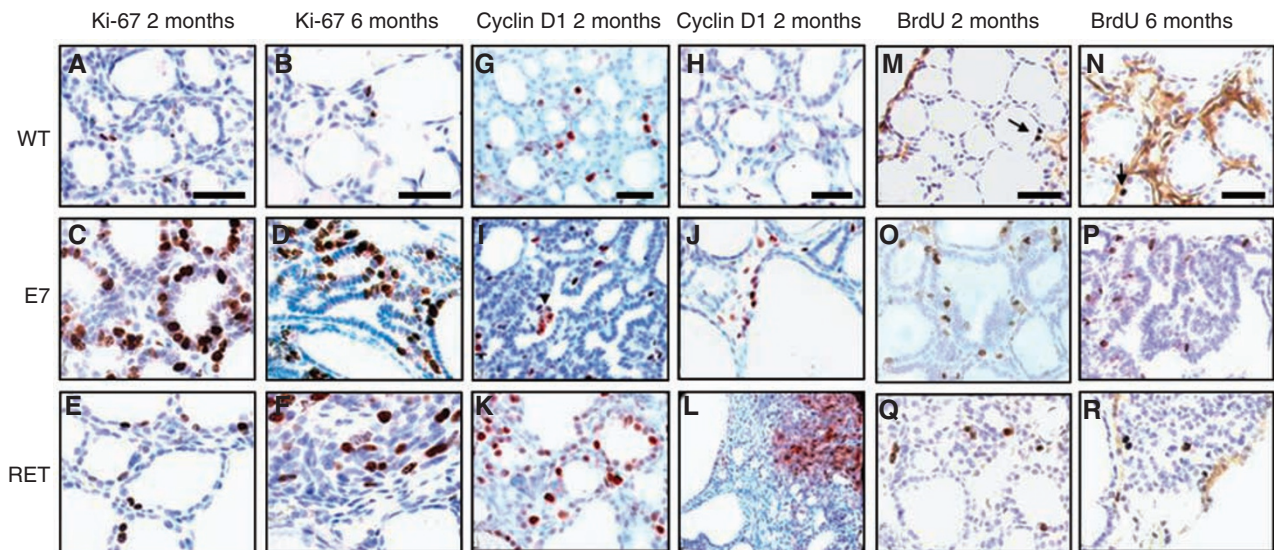 Ki-67 2 months Ki-67 6 months Cyclin D1 2 months Cyclin D1 2 months BrdU 2 months BrdU 6 months
WT A B G H M N
E7 C D I J O P
RET E F K L Q R